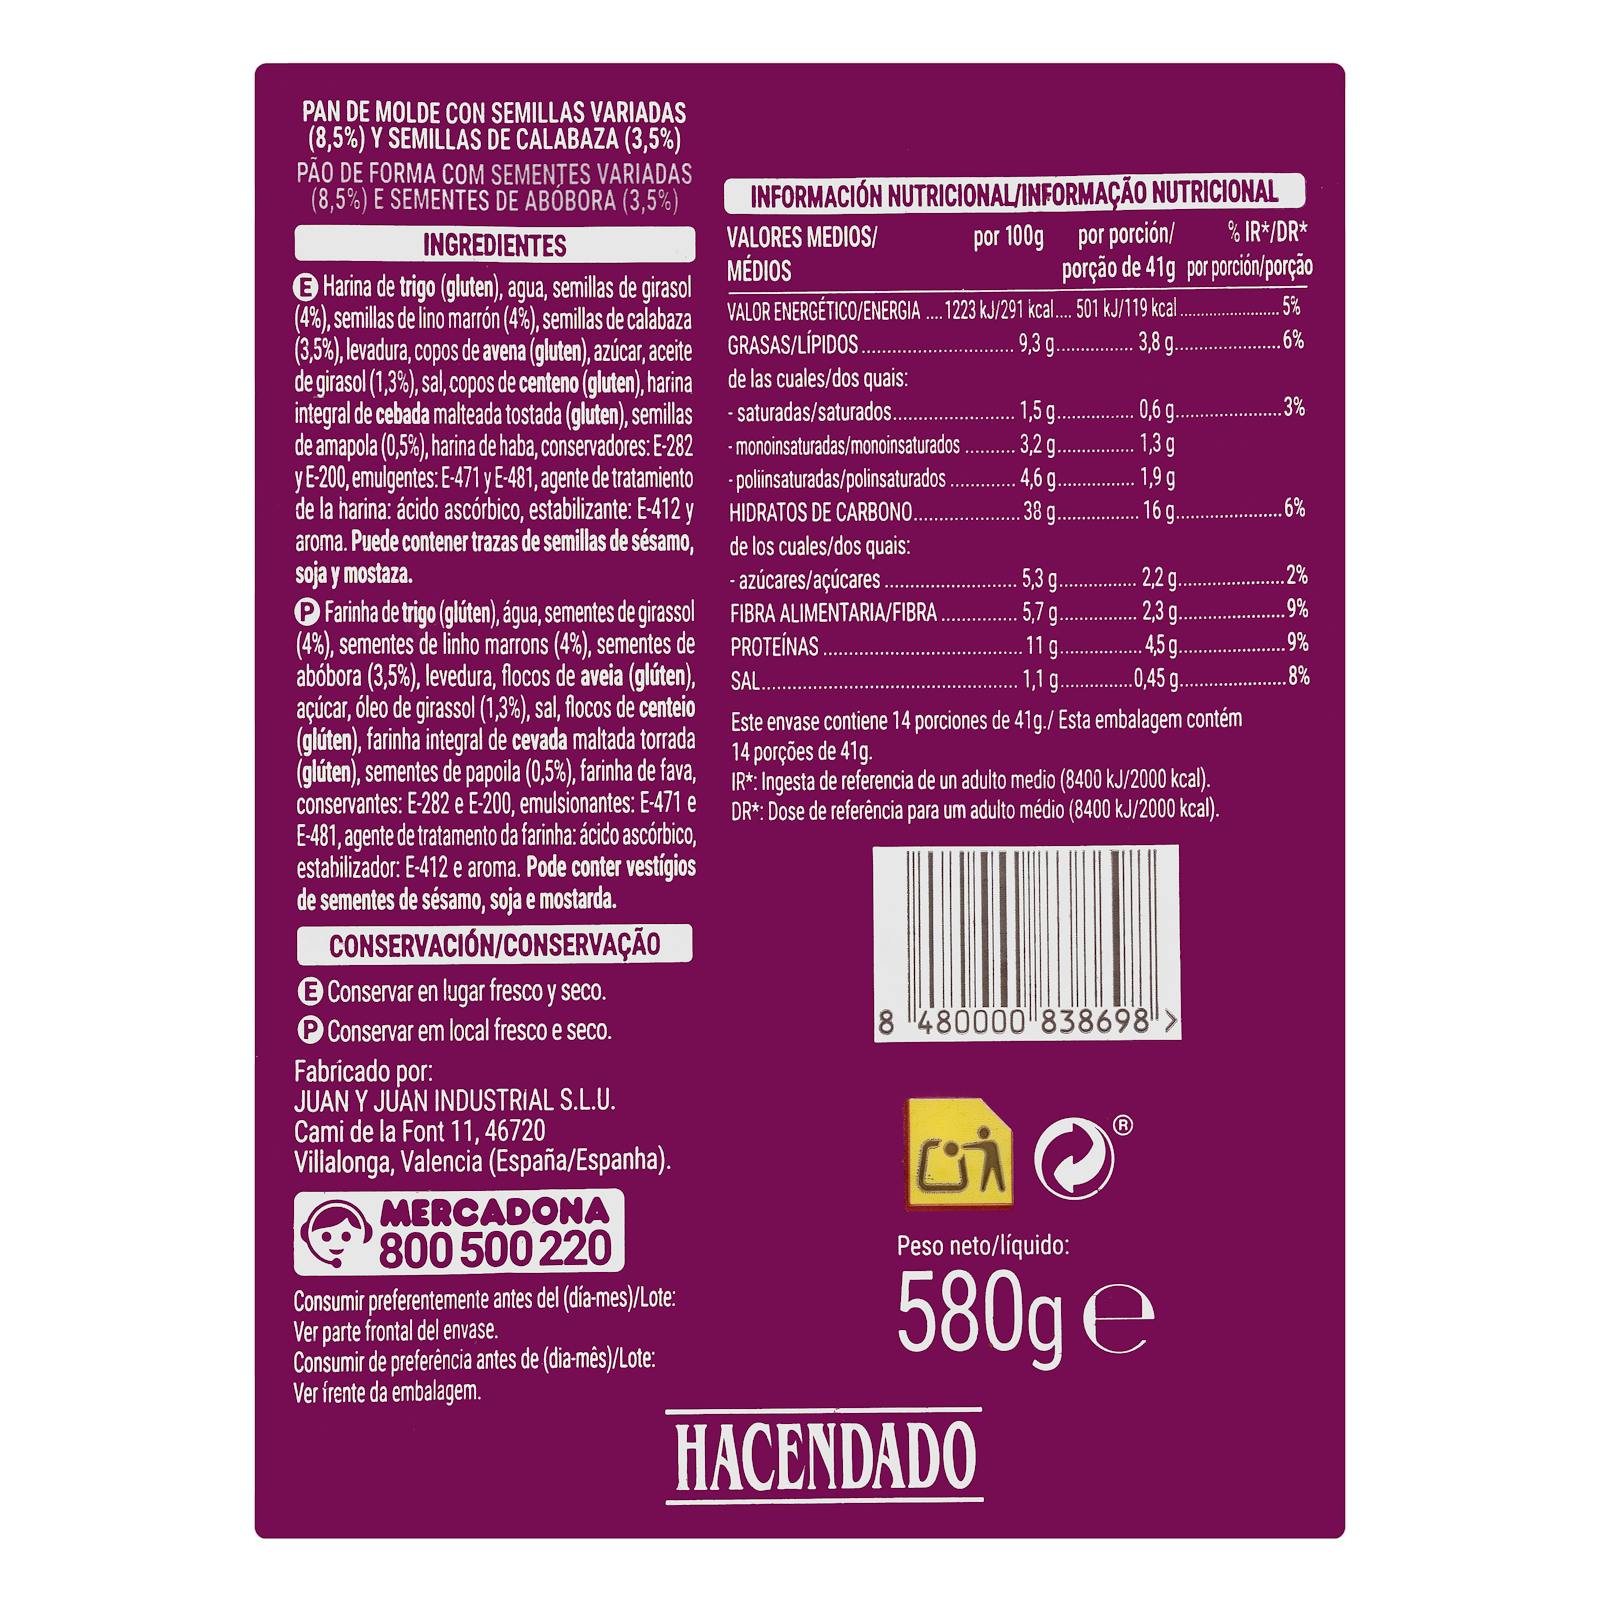 PAN DE MOLDE CON SEMILLAS VARIADAS
(8,5%) Y SEMILLAS DE CALABAZA (3,5%)
PÃO DE FORMA COM SEMENTES VARIADAS
(8,5%) E SEMENTES DE ABÓBORA (3,5%)
INGREDIENTES
E Harina de trigo (gluten), agua, semillas de girasol
(4%), semillas de lino marrón (4%), semillas de calabaza
(3,5%), levadura, copos de avena (gluten), azúcar, aceite
de girasol (1,3%), sal, copos de centeno (gluten), harina
integral de cebada malteada tostada (gluten), semillas
de amapola (0,5%), harina de haba, conservadores: E-282
y E-200, emulgentes: E-471 y E-481, agente de tratamiento
de la harina: ácido ascórbico, estabilizante: E-412 y
aroma. Puede contener trazas de semillas de sésamo,
soja y mostaza.
P Farinha de trigo (glúten), água, sementes de girassol
(4%), sementes de linho marrons (4%), sementes de
abóbora (3,5%), levedura, flocos de aveia (glúten),
açúcar, óleo de girassol (1,3%), sal, flocos de centeio
(glúten), farinha integral de cevada maltada torrada
(glúten), sementes de papoila (0,5%), farinha de fava,
conservantes: E-282 e E-200, emulsionantes: E-471 e
E-481, agente de tratamento da farinha: ácido ascórbico,
estabilizador: E-412 e aroma. Pode conter vestígios
de sementes de sésamo, soja e mostarda.
CONSERVACIÓN/CONSERVAÇÃO
E Conservar en lugar fresco y seco.
P Conservar em local fresco e seco.
Fabricado por:
JUAN Y JUAN INDUSTRIAL S.L.U.
Cami de la Font 11, 46720
Villalonga, Valencia (España/Espanha).
MERCADONA
800 500 220
Consumir preferentemente antes del (día-mes)/Lote:
Ver parte frontal del envase.
Consumir de preferência antes de (dia-mês)/Lote:
Ver frente da embalagem.
INFORMACIÓN NUTRICIONAL/INFORMAÇÃO NUTRICIONAL
VALORES MEDIOS/ por 100g por porción/ % IR*/DR*
MÉDIOS porção de 41g por porción/porção
VALOR ENERGÉTICO/ENERGIA .... 1223 kJ/291 kcal.... 501 kJ/119 kcal .................... 5%
GRASAS/LÍPIDOS ...................... 9,3 g........... 3,8 g............... 6%
de las cuales/dos quais:
- saturadas/saturados................. 1,5 g........... 0,6 g............... 3%
- monoinsaturadas/monoinsaturados .......... 3,2 g........... 1,3 g
- poliinsaturadas/polinsaturados ............. 4,6 g........... 1,9 g
HIDRATOS DE CARBONO.............. 38 g........... 16 g............... 6%
de los cuales/dos quais:
- azúcares/açúcares .................. 5,3 g........... 2,2 g............... 2%
FIBRA ALIMENTARIA/FIBRA ........... 5,7 g........... 2,3 g............... 9%
PROTEÍNAS ........................... 11 g........... 4,5 g............... 9%
SAL.................................. 1,1 g...........0,45 g............... 8%
Este envase contiene 14 porciones de 41g./ Esta embalagem contém
14 porções de 41g.
IR*: Ingesta de referencia de un adulto medio (8400 kJ/2000 kcal).
DR*: Dose de referência para um adulto médio (8400 kJ/2000 kcal).
8 480000 838698 >
®
Peso neto/líquido:
580g e
HACENDADO